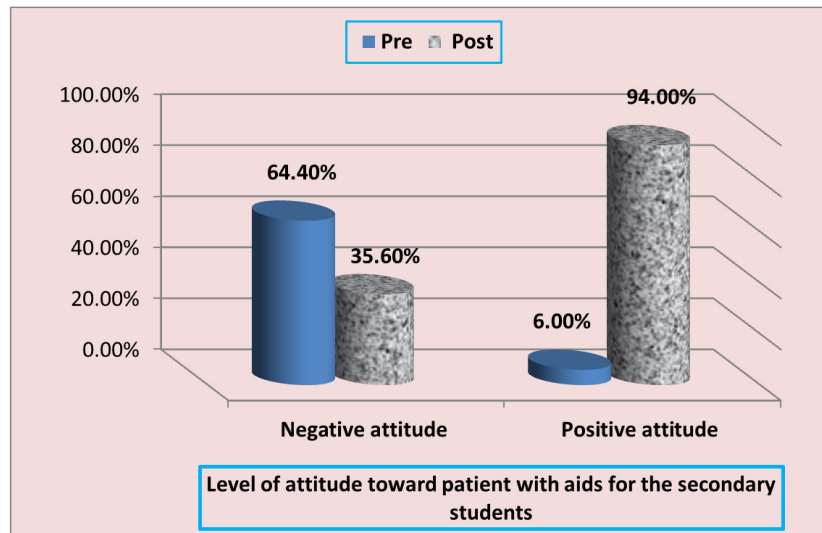 Pre Post
100.00%
80.00%
60.00%
40.00%
20.00%
0.00%
64.40%
35.60%
6.00%
94.00%
Negative attitude
Positive attitude
Level of attitude toward patient with aids for the secondary
students